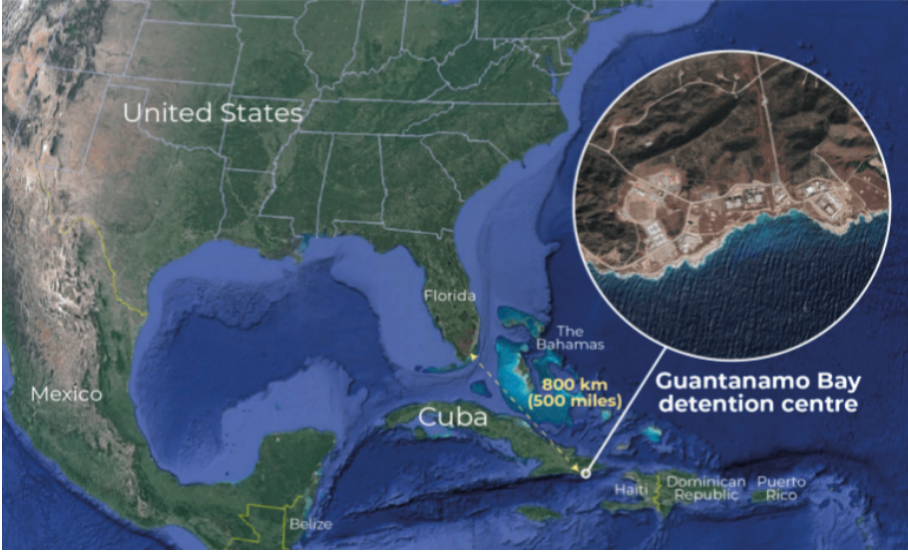 United States
Florida
The
Bahamas
Mexico
800 km
(500 miles)
Guantanamo Bay
detention centre
Cuba
Haiti
Dominican
Republic
Puerto
Rico
Belize